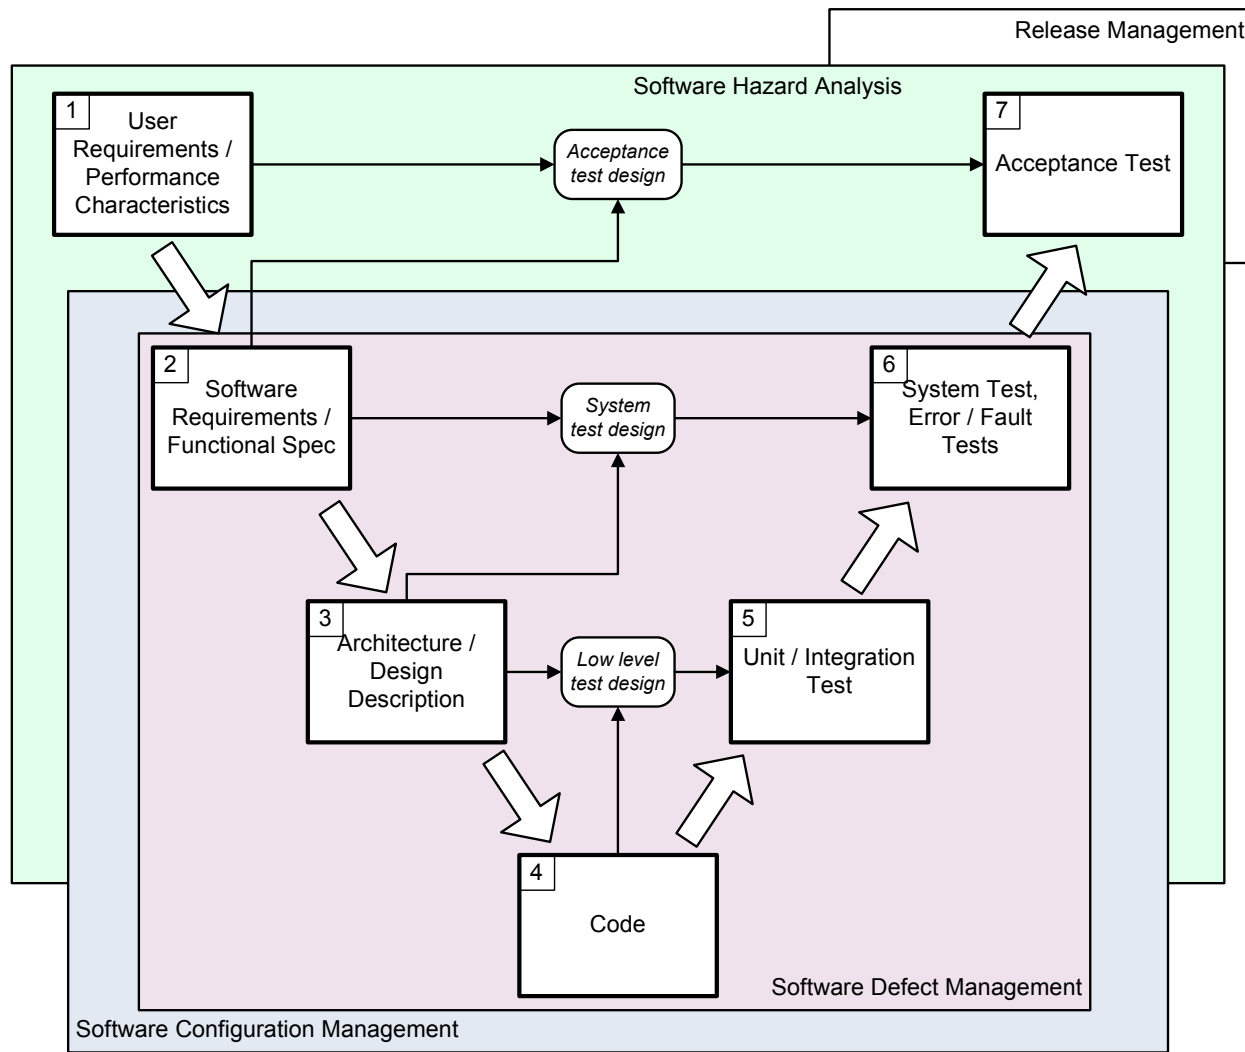 Release Management
Software Hazard Analysis
1
User
Requirements /
Performance
Characteristics
Acceptance
test design
7
Acceptance Test
2
Software
Requirements /
Functional Spec
System
test design
6
System Test,
Error / Fault
Tests
3
Architecture /
Design
Description
Low level
test design
5
Unit / Integration
Test
4
Code
Software Defect Management
Software Configuration Management